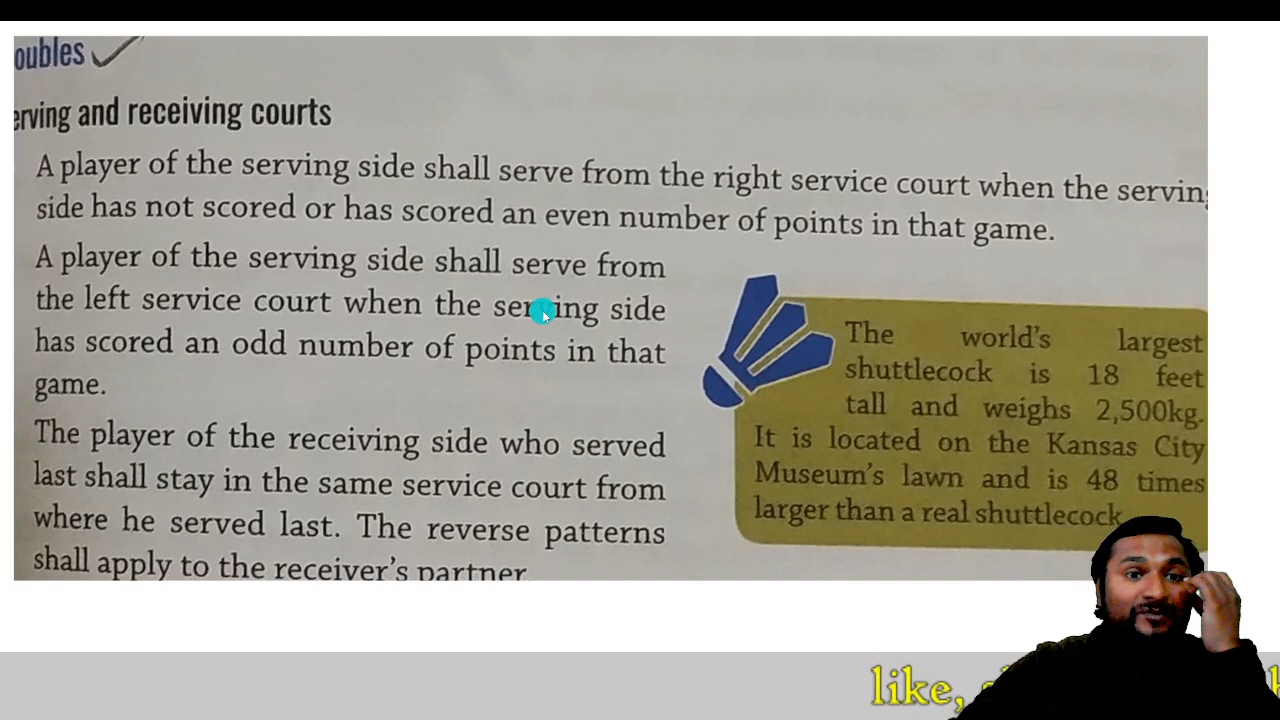 oubles
erving and receiving courts
A player of the serving side shall serve from the right service court when the servin
side has not scored or has scored an even number of points in that game.
A player of the serving side shall serve from
the left service court when the serving side
has scored an odd number of points in that
game.
The player of the receiving side who served
last shall stay in the same service court from
where he served last. The reverse patterns
shall apply to the receiver's partner
The world's largest
shuttlecock is 18 feet
tall and weighs 2,500kg.
It is located on the Kansas City
Museum's lawn and is 48 times
larger than a real shuttlecock
like,